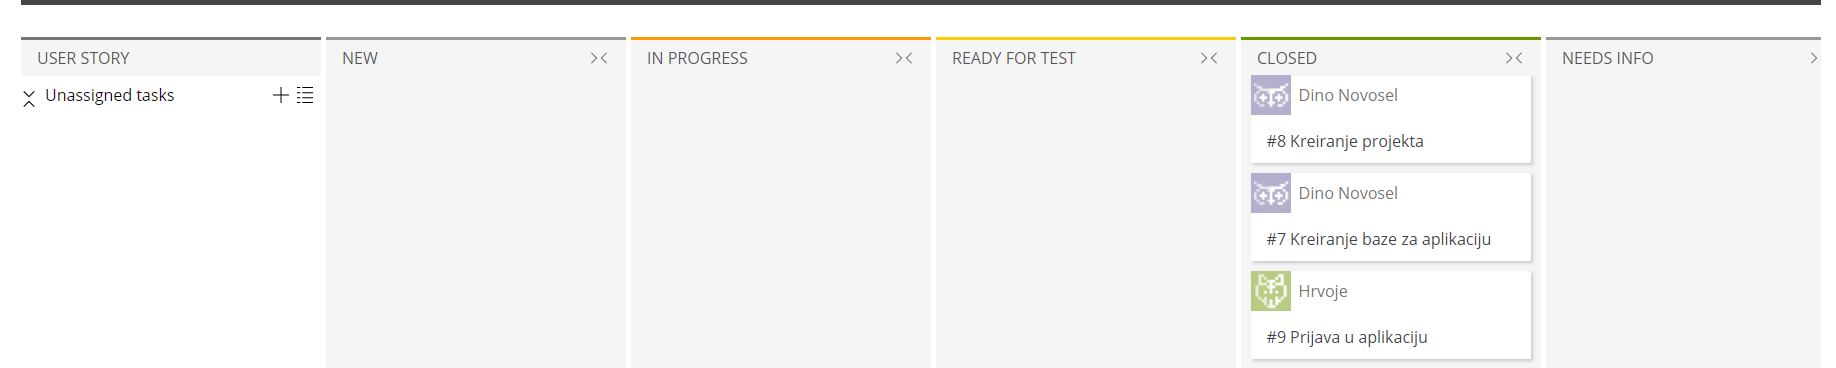 USER STORY
NEW
IN PROGRESS
READY FOR TEST
CLOSED
NEEDS INFO
Unassigned tasks
Dino Novosel
#8 Kreiranje projekta
Dino Novosel
#7 Kreiranje baze za aplikaciju
Hrvoje
#9 Prijava u aplikaciju